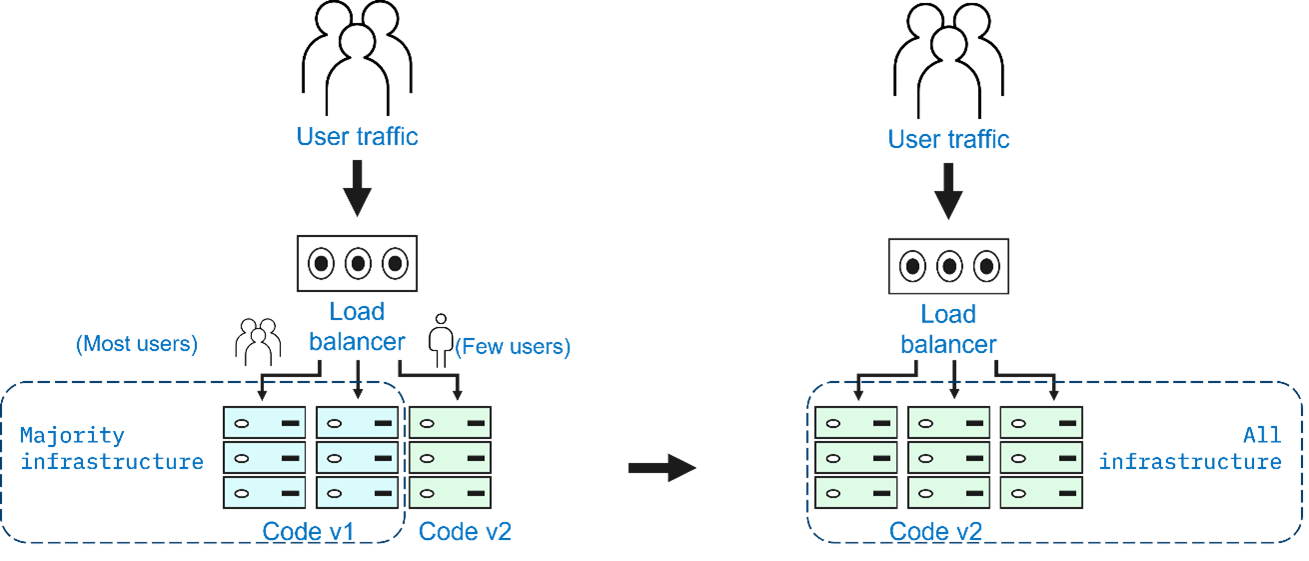 User traffic
Load
balancer
(Most users)
(Few users)
Majority
infrastructure
Code v1
Code v2
User traffic
Load
balancer
All
infrastructure
Code v2